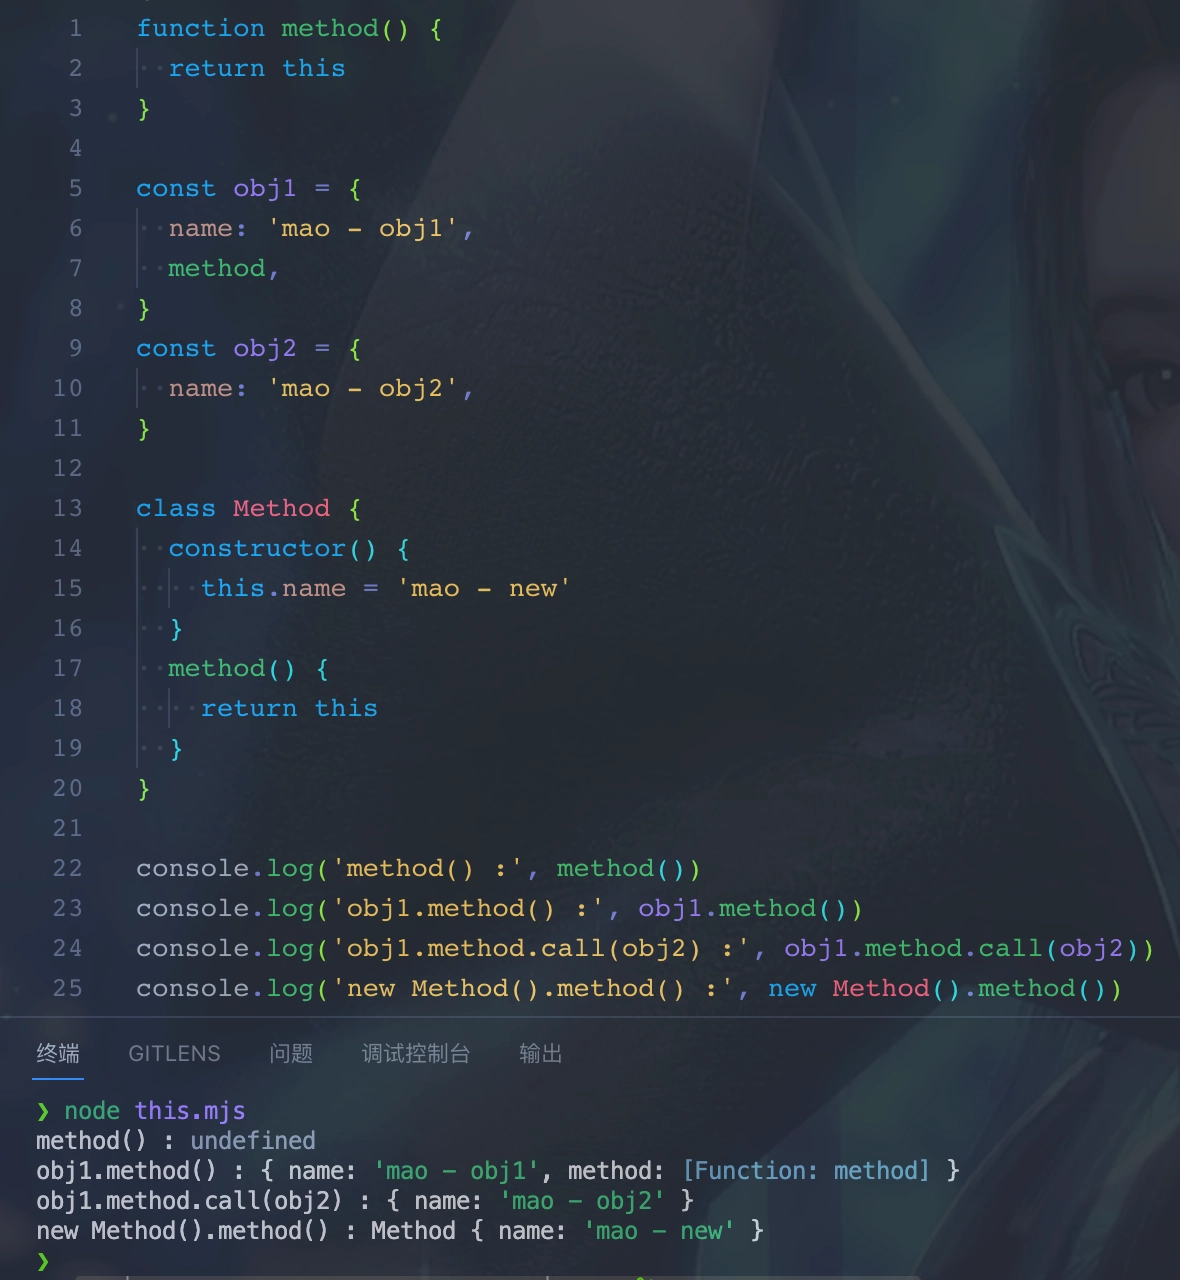 1 function method() {
2 return this
3 }
4
5 const obj1 = {
6 name: 'mao - obj1',
7 method,
8 }
9 const obj2 = {
10 name: 'mao - obj2',
11 }
12
13 class Method {
14 constructor() {
15 this.name = 'mao - new'
16 }
17 method() {
18 return this
19 }
20 }
21
22 console.log('method() :', method())
23 console.log('obj1.method() :', obj1.method())
24 console.log('obj1.method.call(obj2) :', obj1.method.call(obj2))
25 console.log('new Method().method() :', new Method().method())
终端 GITLENS 问题 调试控制台 输出
❯ node this.mjs
method() : undefined
obj1.method() : { name: 'mao - obj1', method: [Function: method] }
obj1.method.call(obj2) : { name: 'mao - obj2' }
new Method().method() : Method { name: 'mao - new' }
❯